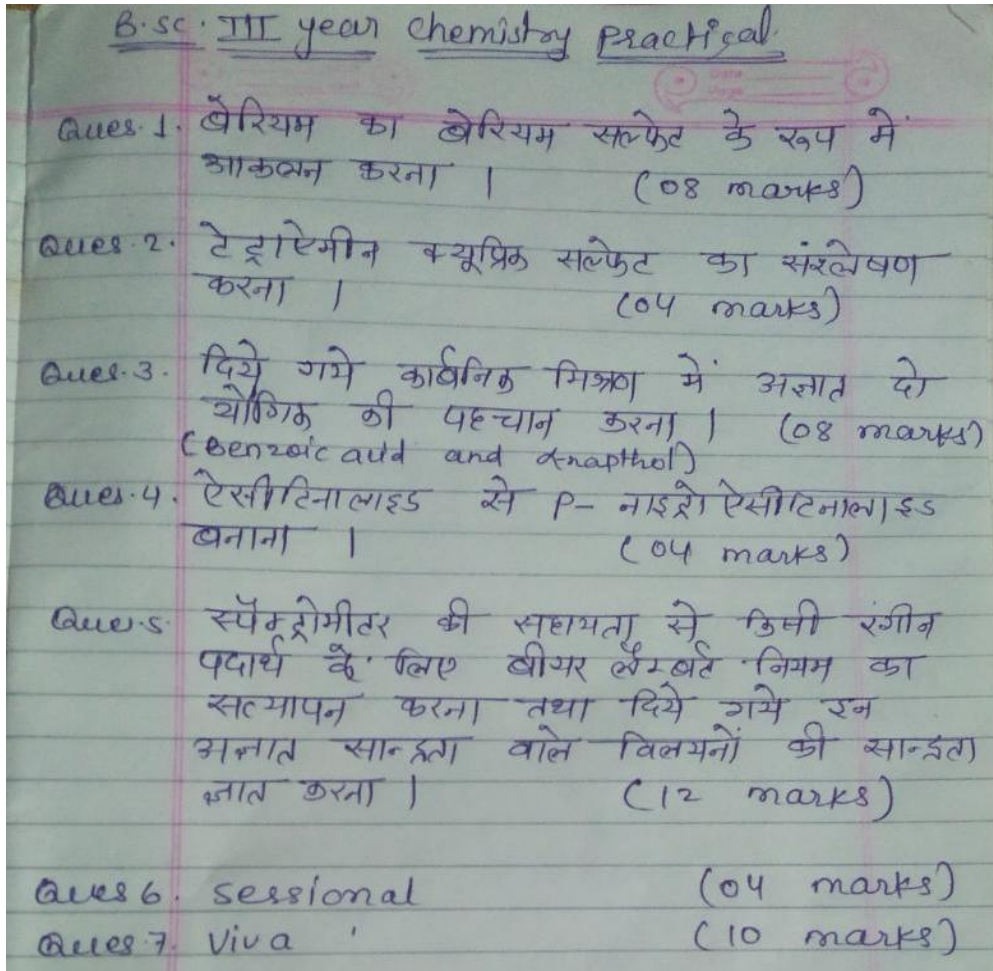 B.sc. III year Chemistry practical.
Date
Page
Ques.1. बेरियम का बेरियम सल्फेट के रूप में
आकलन करना । (08 marks)
Ques.2. टेट्राऐमीन क्यूप्रिक सल्फेट का संश्लेषण
करना । (04 marks)
Ques.3. दिये गये कार्बनिक मिश्रण में अज्ञात दो
यौगिक की पहचान करना । (08 marks)
(Benzoic acid and α-napthol)
Ques.4. ऐसीटिनालाइड से P- नाइट्रोऐसीटिनालाइड
बनाना । (04 marks)
Ques.5. स्पैक्ट्रोमीटर की सहायता से किसी रंगीन
पदार्थ के लिए बीयर लैम्बर्ट नियम का
सत्यापन करना तथा दिये गये इन
अज्ञात सान्द्रता वाले विलयनों की सान्द्रता
ज्ञात करना । (12 marks)
Ques 6. sessional (04 marks)
Ques.7. Viva (10 marks)